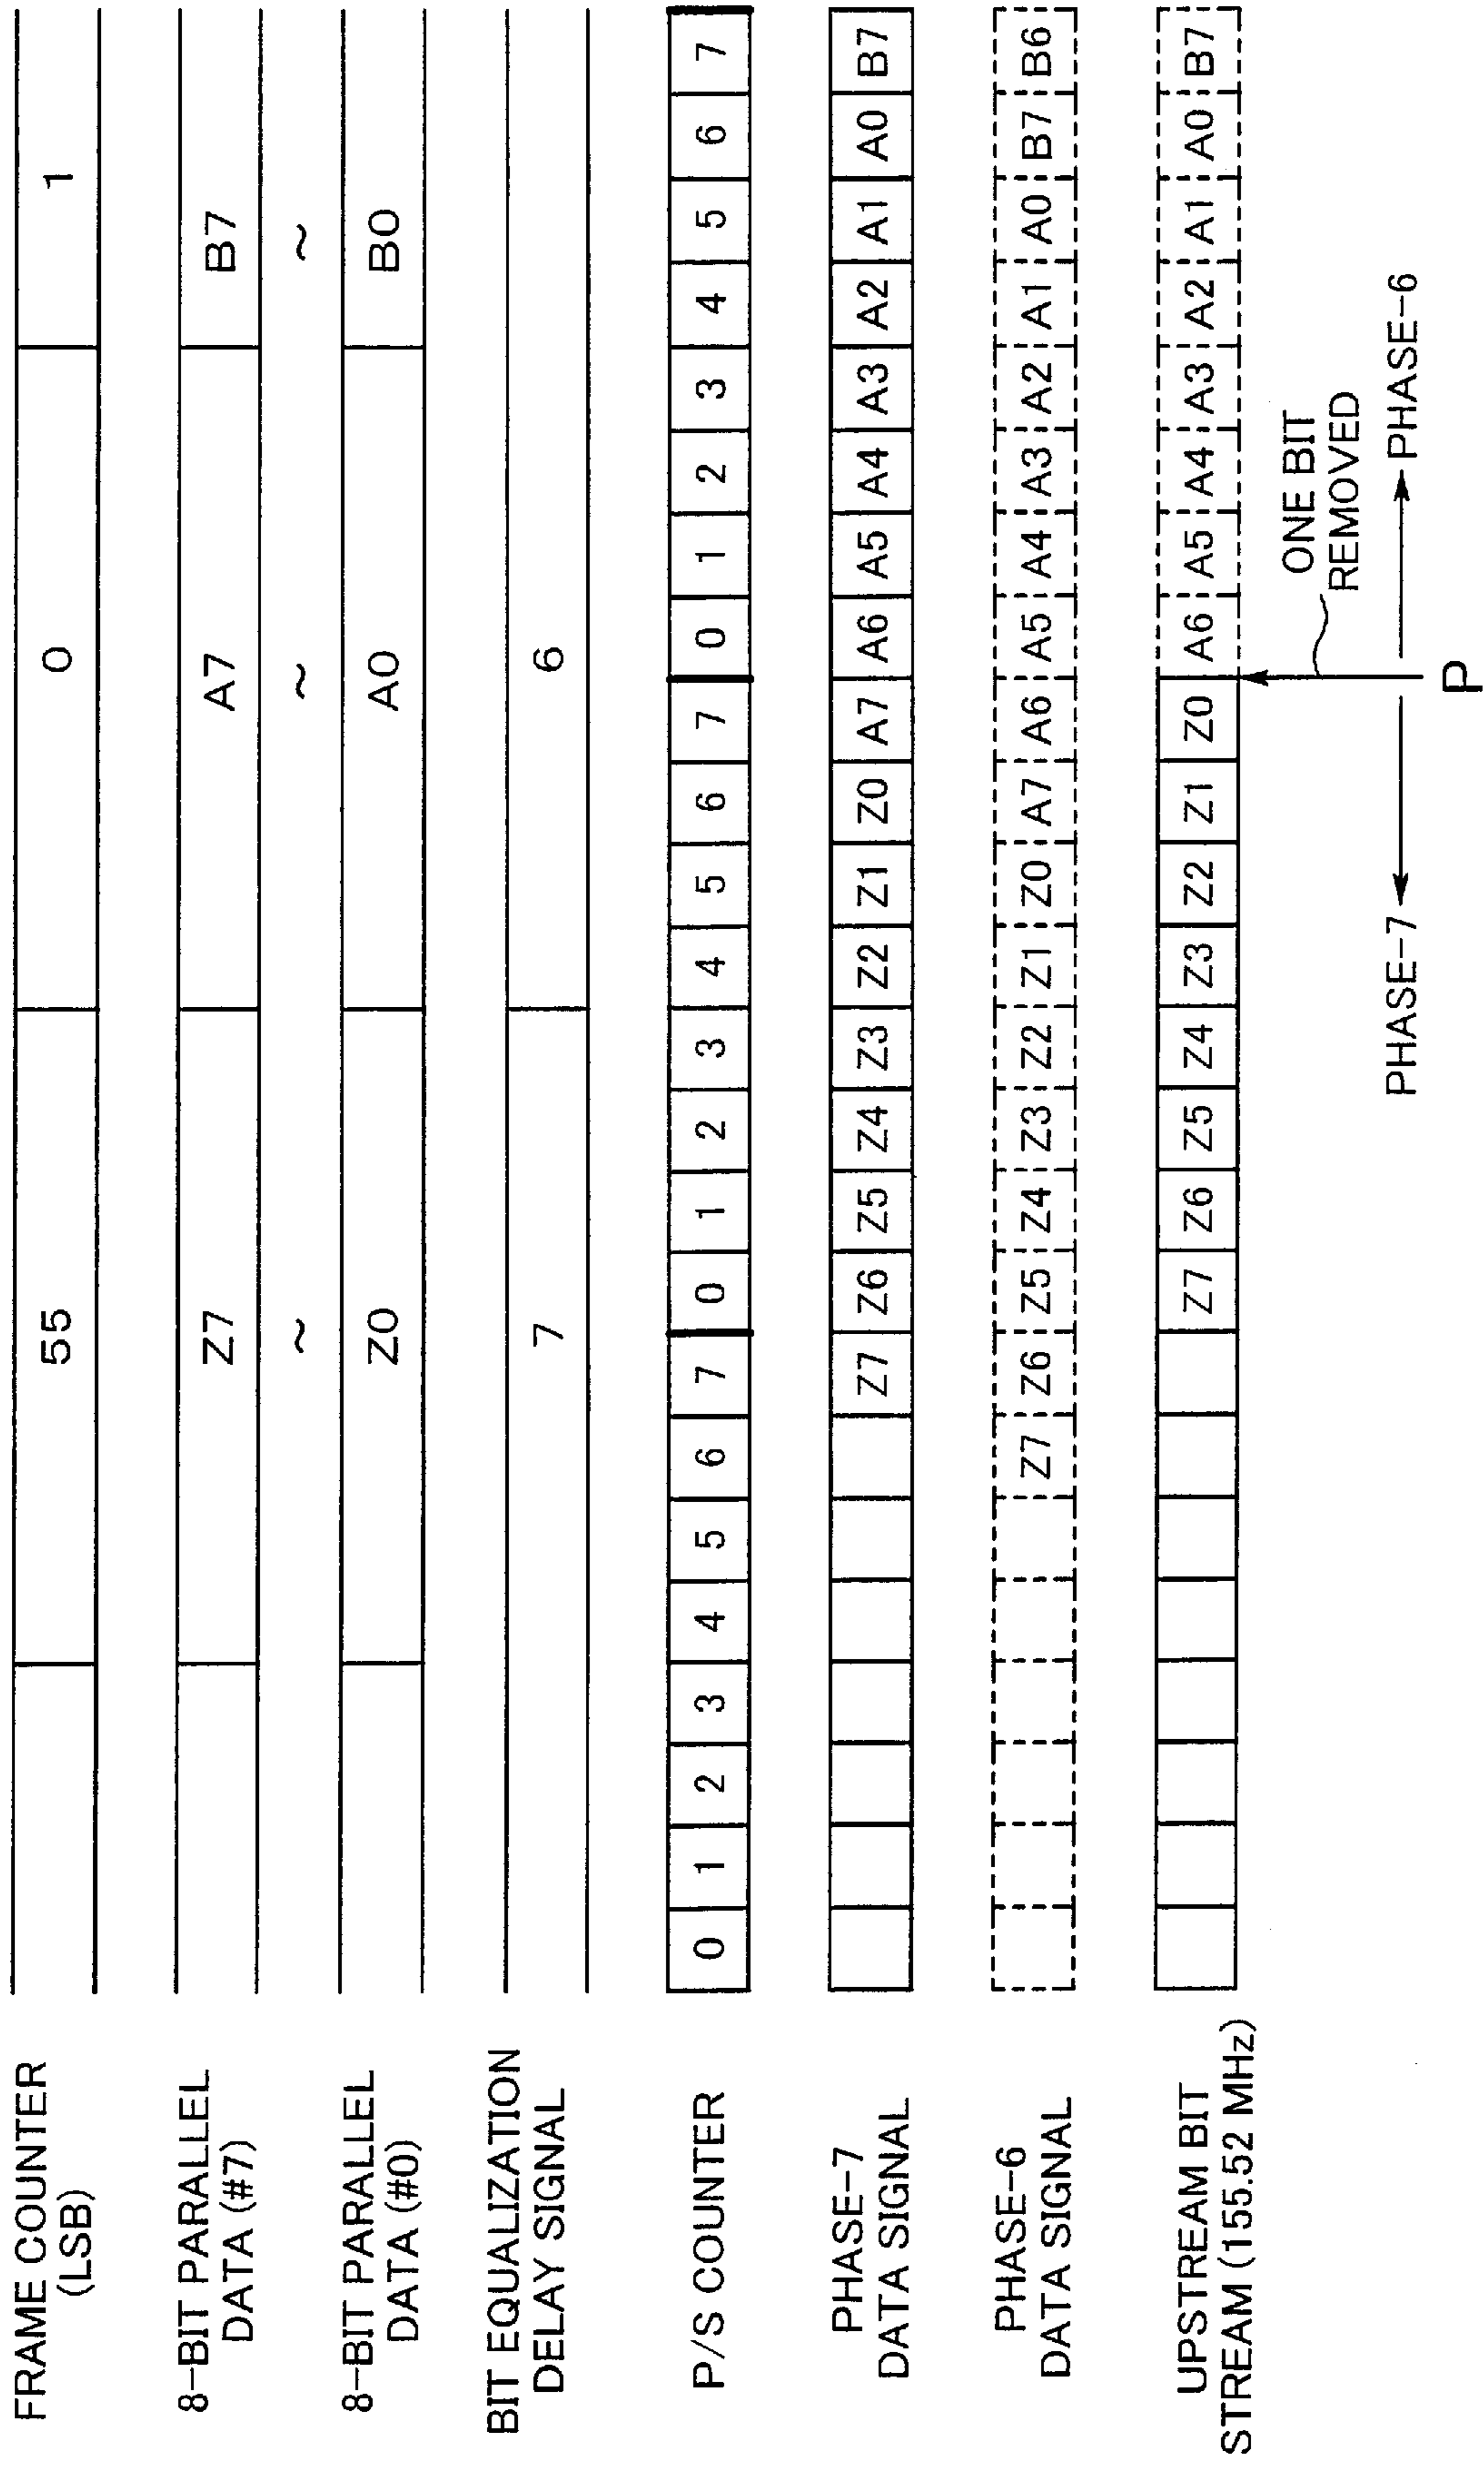 FRAME COUNTER
(LSB)
55 0 1
8-BIT PARALLEL
DATA (#7)
Z7 A7 B7
~ ~ ~
8-BIT PARALLEL
DATA (#0)
Z0 A0 B0
BIT EQUALIZATION
DELAY SIGNAL
7 6
P/S COUNTER
0 1 2 3 4 5 6 7 0 1 2 3 4 5 6 7 0 1 2 3 4 5 6 7
PHASE-7
DATA SIGNAL
Z7 Z6 Z5 Z4 Z3 Z2 Z1 Z0 A7 A6 A5 A4 A3 A2 A1 A0 B7
PHASE-6
DATA SIGNAL
Z7 Z6 Z5 Z4 Z3 Z2 Z1 Z0 A7 A6 A5 A4 A3 A2 A1 A0 B7 B6
UPSTREAM BIT
STREAM (155.52 MHz)
Z7 Z6 Z5 Z4 Z3 Z2 Z1 Z0 A6 A5 A4 A3 A2 A1 A0 B7
ONE BIT
REMOVED
PHASE-7 PHASE-6
P